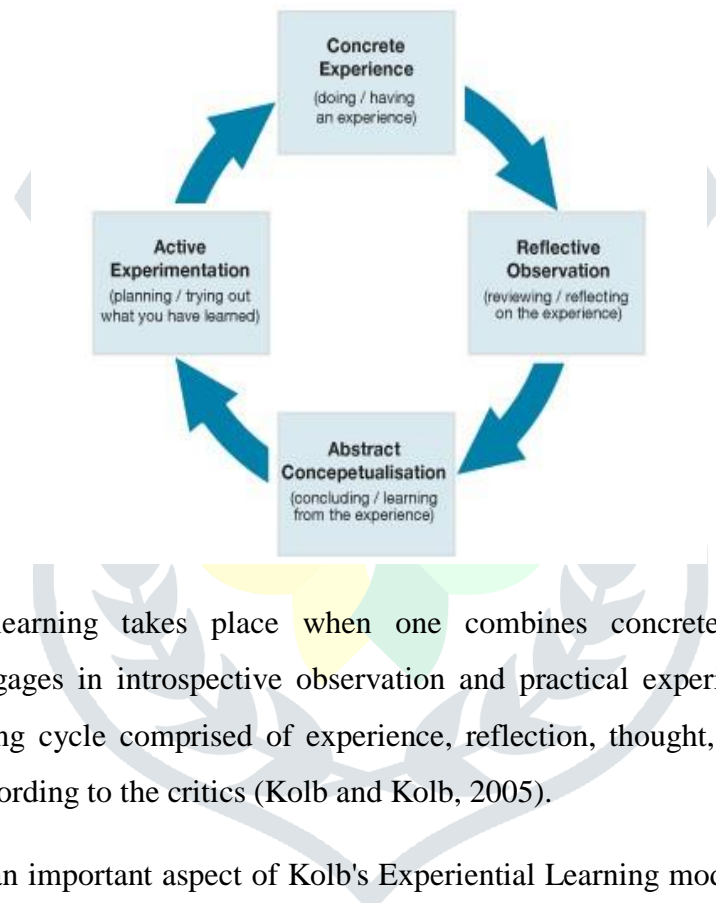 Concrete
Experience
(doing / having
an experience)
Active
Experimentation
(planning / trying out
what you have learned)
Reflective
Observation
(reviewing / reflecting
on the experience)
Abstract
Concepetualisation
(concluding / learning
from the experience)
learning takes place when one combines concrete
gages in introspective observation and practical experi
ng cycle comprised of experience, reflection, thought,
cording to the critics (Kolb and Kolb, 2005).
an important aspect of Kolb's Experiential Learning mod